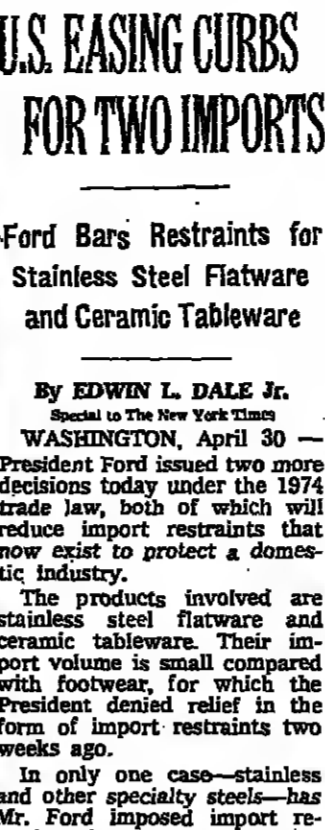 U.S. EASING CURBS
FOR TWO IMPORTS
Ford Bars Restraints for
Stainless Steel Flatware
and Ceramic Tableware
By EDWIN L. DALE Jr.
Special to The New York Times
WASHINGTON, April 30 —
President Ford issued two more
decisions today under the 1974
trade law, both of which will
reduce import restraints that
now exist to protect a domes-
tic industry.
The products involved are
stainless steel flatware and
ceramic tableware. Their im-
port volume is small compared
with footwear, for which the
President denied relief in the
form of import restraints two
weeks ago.
In only one case—stainless
and other specialty steels—has
Mr. Ford imposed import re-